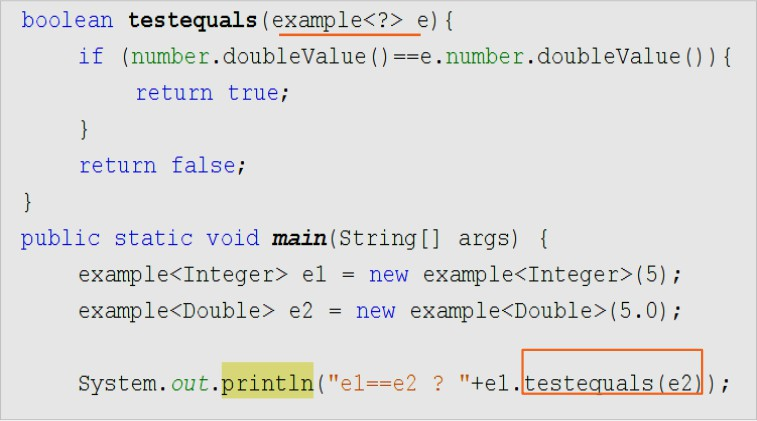 boolean testequals(example<?> e){
if (number.doubleValue()==e.number.doubleValue()){
return true;
}
return false;
}
public static void main(String[] args) {
example<Integer> e1 = new example<Integer>(5);
example<Double> e2 = new example<Double>(5.0);
System.out.println("e1==e2 ? "+e1.testequals(e2));